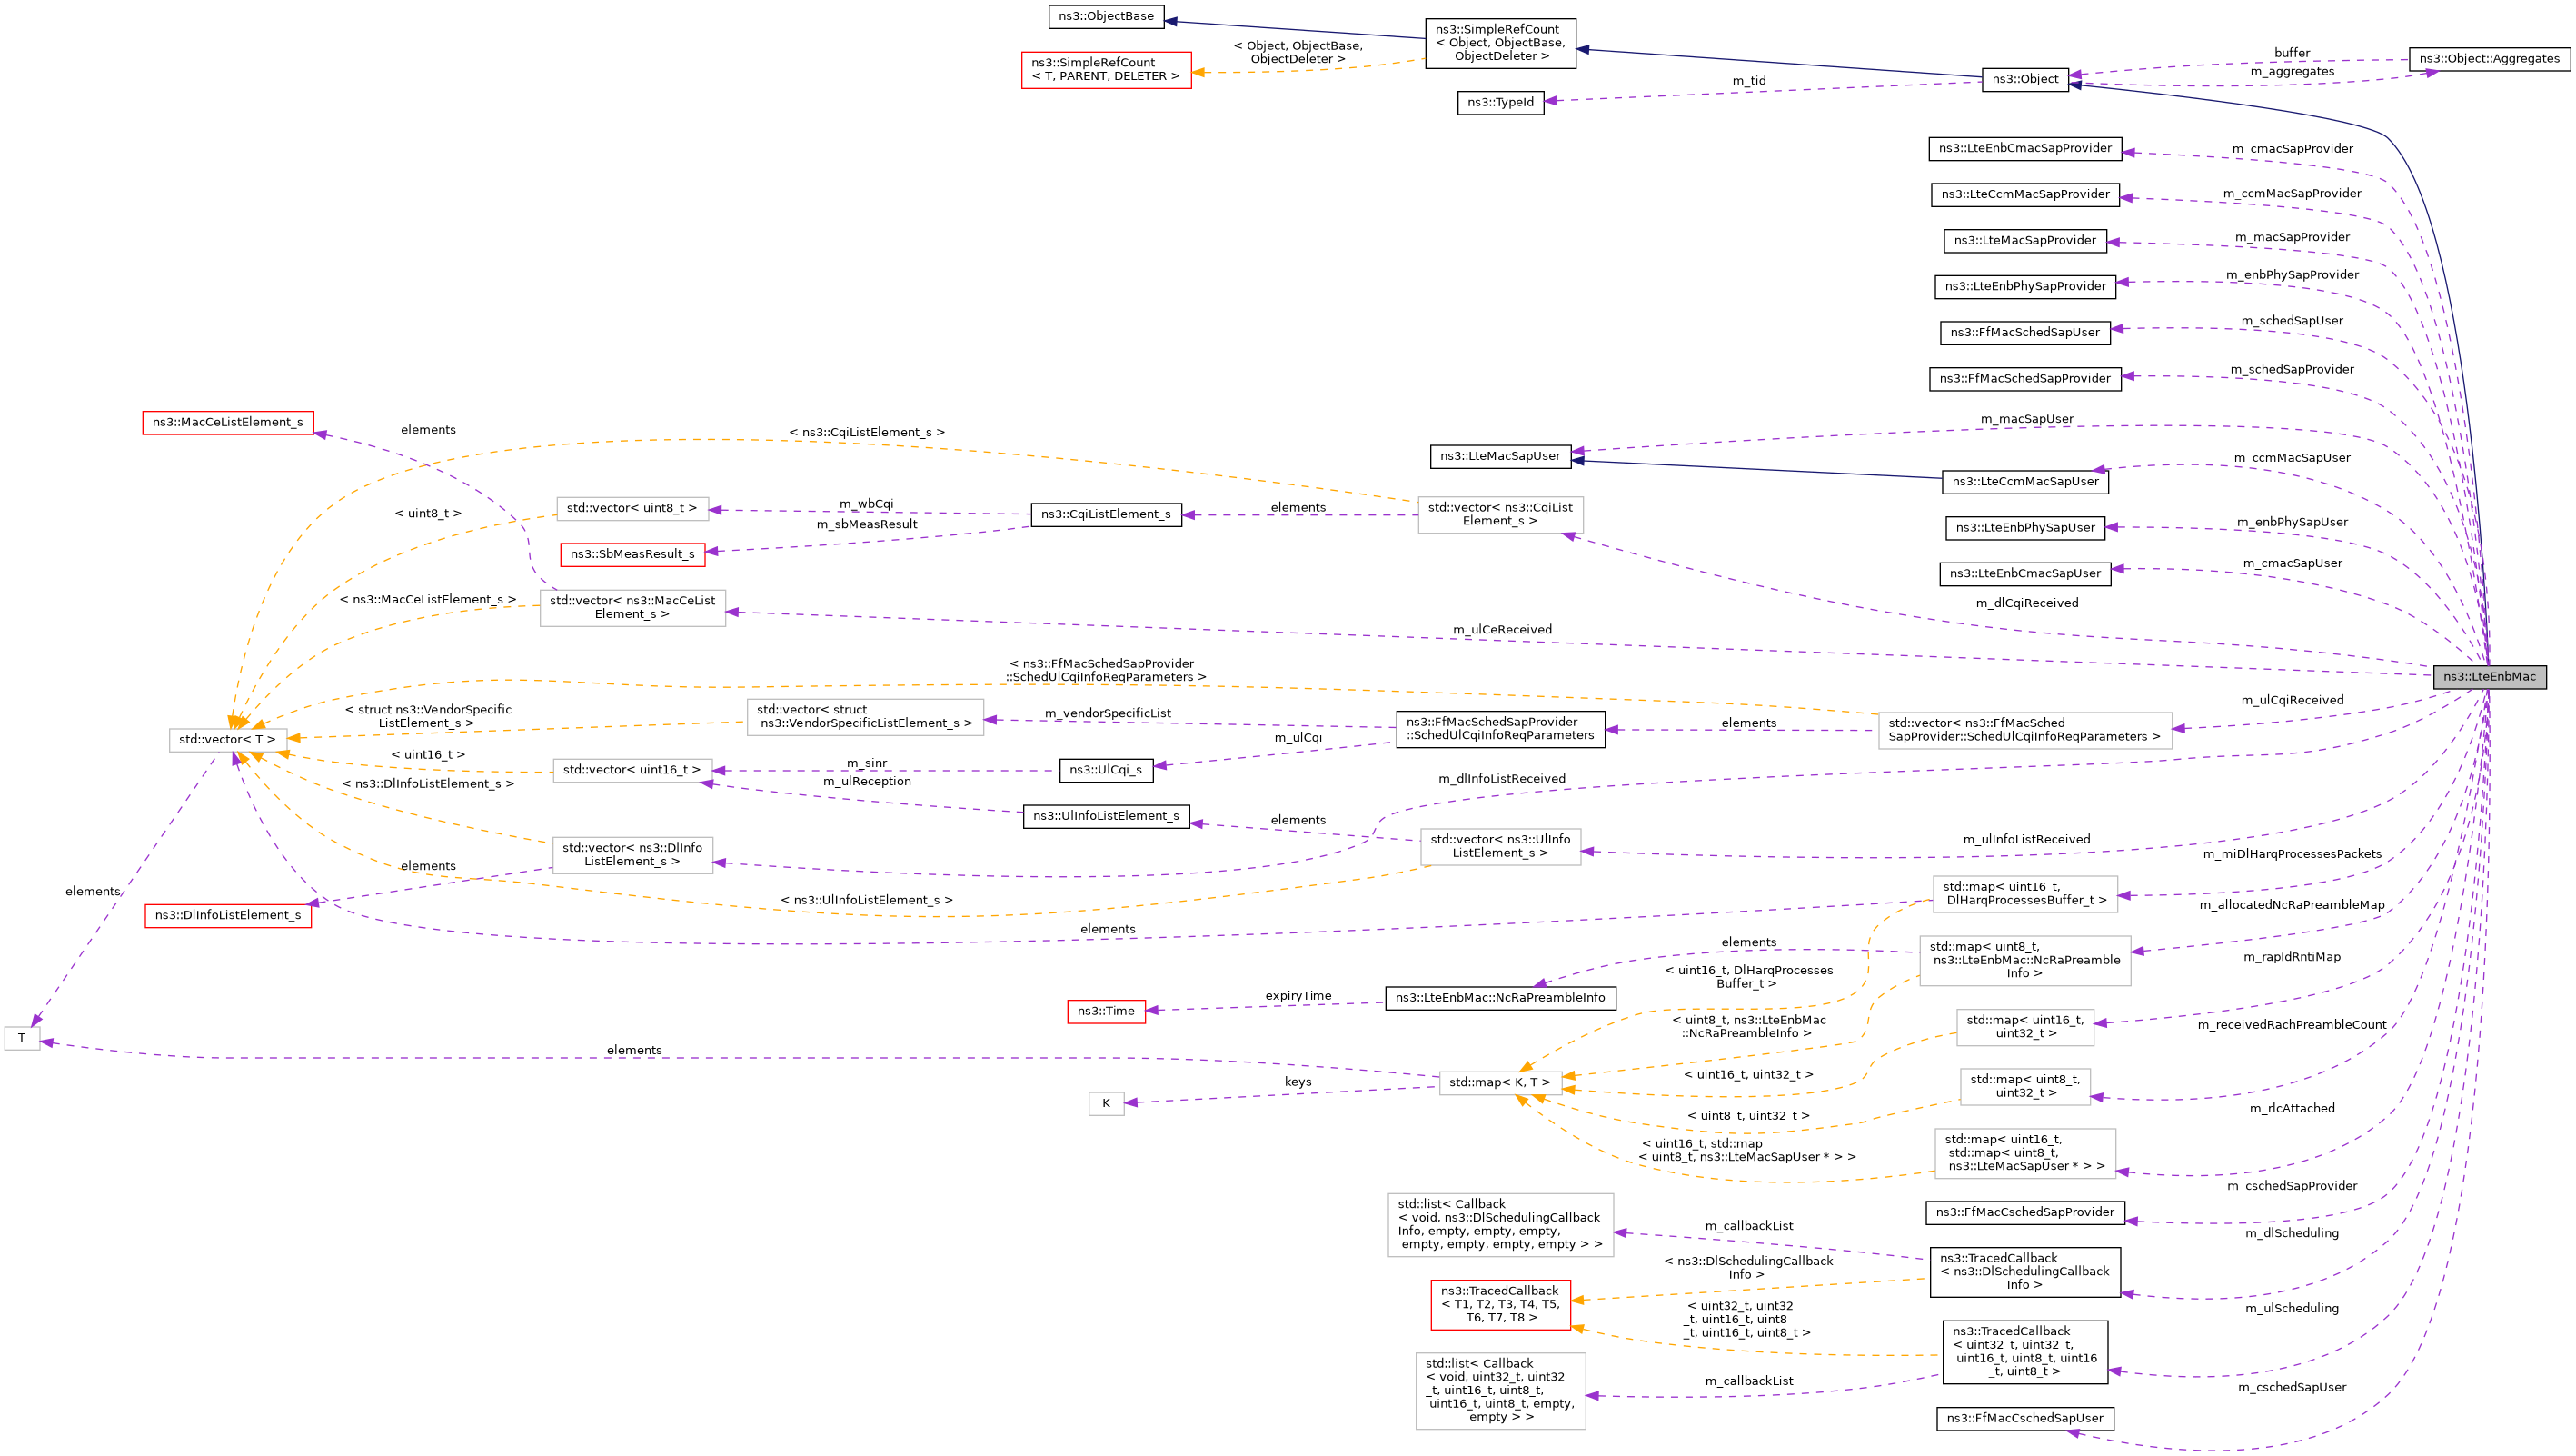 ns3::ObjectBase
ns3::SimpleRefCount
< Object, ObjectBase,
ObjectDeleter >
< Object, ObjectBase,
ObjectDeleter >
ns3::SimpleRefCount
< T, PARENT, DELETER >
buffer
ns3::Object::Aggregates
m_aggregates
ns3::Object
m_tid
ns3::TypeId
ns3::LteEnbCmacSapProvider
m_cmacSapProvider
ns3::LteCcmMacSapProvider
m_ccmMacSapProvider
ns3::LteMacSapProvider
m_macSapProvider
ns3::LteEnbPhySapProvider
m_enbPhySapProvider
ns3::FfMacSchedSapUser
m_schedSapUser
ns3::FfMacSchedSapProvider
m_schedSapProvider
ns3::MacCeListElement_s
elements
< ns3::CqiListElement_s >
m_macSapUser
ns3::LteMacSapUser
m_ccmMacSapUser
ns3::LteCcmMacSapUser
< uint8_t >
std::vector< uint8_t >
m_wbCqi
ns3::CqiListElement_s
elements
std::vector< ns3::CqiList
Element_s >
m_sbMeasResult
ns3::SbMeasResult_s
ns3::LteEnbPhySapUser
m_enbPhySapUser
ns3::LteEnbCmacSapUser
m_cmacSapUser
< ns3::MacCeListElement_s >
std::vector< ns3::MacCeList
Element_s >
m_dlCqiReceived
m_ulCeReceived
< ns3::FfMacSchedSapProvider
::SchedUlCqiInfoReqParameters >
ns3::LteEnbMac
< struct ns3::VendorSpecific
ListElement_s >
std::vector< struct
ns3::VendorSpecificListElement_s >
m_vendorSpecificList
ns3::FfMacSchedSapProvider
::SchedUlCqiInfoReqParameters
elements
std::vector< ns3::FfMacSched
SapProvider::SchedUlCqiInfoReqParameters >
m_ulCqiReceived
std::vector< T >
m_ulCqi
< uint16_t >
std::vector< uint16_t >
m_sinr
ns3::UlCqi_s
m_ulReception
m_dlInfoListReceived
< ns3::DlInfoListElement_s >
ns3::UlInfoListElement_s
elements
std::vector< ns3::UlInfo
ListElement_s >
m_ulInfoListReceived
std::vector< ns3::DlInfo
ListElement_s >
elements
elements
ns3::DlInfoListElement_s
< ns3::UlInfoListElement_s >
elements
m_miDlHarqProcessesPackets
std::map< uint16_t,
DlHarqProcessesBuffer_t >
m_allocatedNcRaPreambleMap
elements
std::map< uint8_t,
ns3::LteEnbMac::NcRaPreamble
Info >
< uint16_t, DlHarqProcesses
Buffer_t >
m_rapIdRntiMap
ns3::Time
expiryTime
ns3::LteEnbMac::NcRaPreambleInfo
< uint8_t, ns3::LteEnbMac
::NcRaPreambleInfo >
std::map< uint16_t,
uint32_t >
m_receivedRachPreambleCount
T
elements
std::map< K, T >
< uint16_t, uint32_t >
std::map< uint8_t,
uint32_t >
keys
K
< uint8_t, uint32_t >
m_rlcAttached
< uint16_t, std::map
< uint8_t, ns3::LteMacSapUser * > >
std::map< uint16_t,
std::map< uint8_t,
ns3::LteMacSapUser * > >
m_cschedSapProvider
ns3::FfMacCschedSapProvider
std::list< Callback
< void, ns3::DlSchedulingCallback
Info, empty, empty, empty,
empty, empty, empty, empty > >
m_callbackList
m_dlScheduling
ns3::TracedCallback
< ns3::DlSchedulingCallback
Info >
< ns3::DlSchedulingCallback
Info >
ns3::TracedCallback
< T1, T2, T3, T4, T5,
T6, T7, T8 >
< uint32_t, uint32
_t, uint16_t, uint8
_t, uint16_t, uint8_t >
m_ulScheduling
ns3::TracedCallback
< uint32_t, uint32_t,
uint16_t, uint8_t, uint16
_t, uint8_t >
std::list< Callback
< void, uint32_t, uint32
_t, uint16_t, uint8_t,
uint16_t, uint8_t, empty,
empty > >
m_callbackList
m_cschedSapUser
ns3::FfMacCschedSapUser